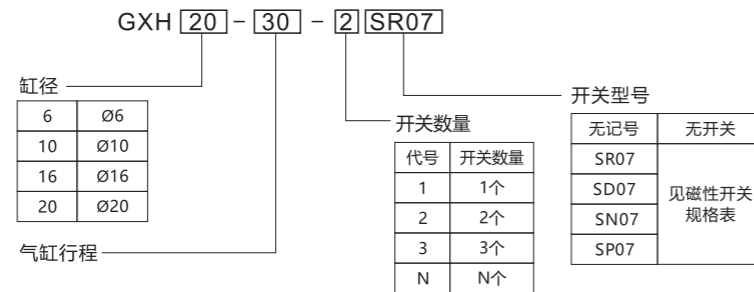 GXH 20 - 30 - 2 SR07
缸径
6 Ø6
10 Ø10
16 Ø16
20 Ø20
气缸行程
开关数量
代号 开关数量
1 1个
2 2个
3 3个
N N个
开关型号
无记号 无开关
SR07
SD07
SN07
SP07
见磁性开关
规格表